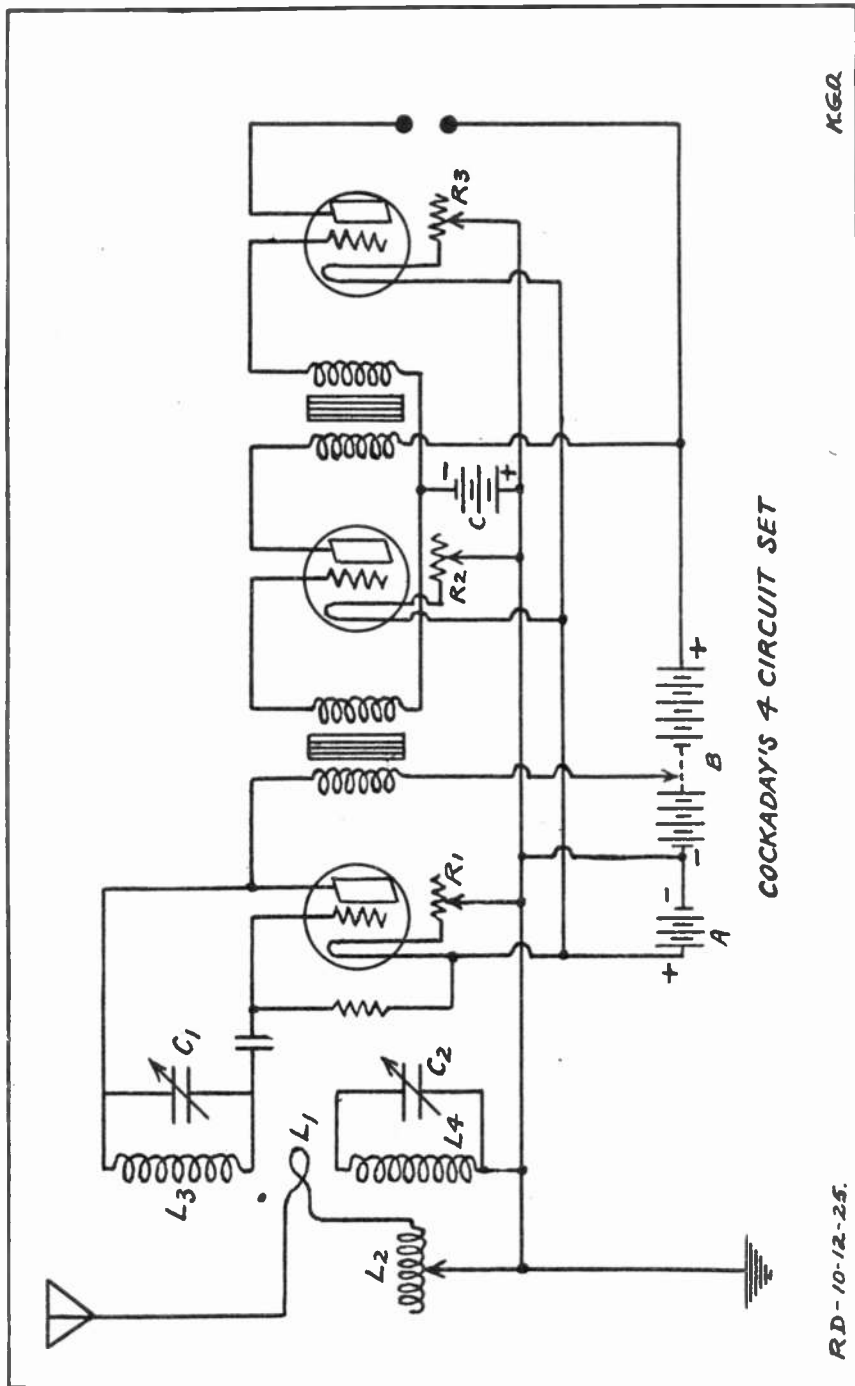 L1
L2
L3
C1
L4
C2
R1
R2
C
-
+
R3
+
A
-
-
B
+
COCKADAY'S 4 CIRCUIT SET
RD-10-12-25.
K.G.O.